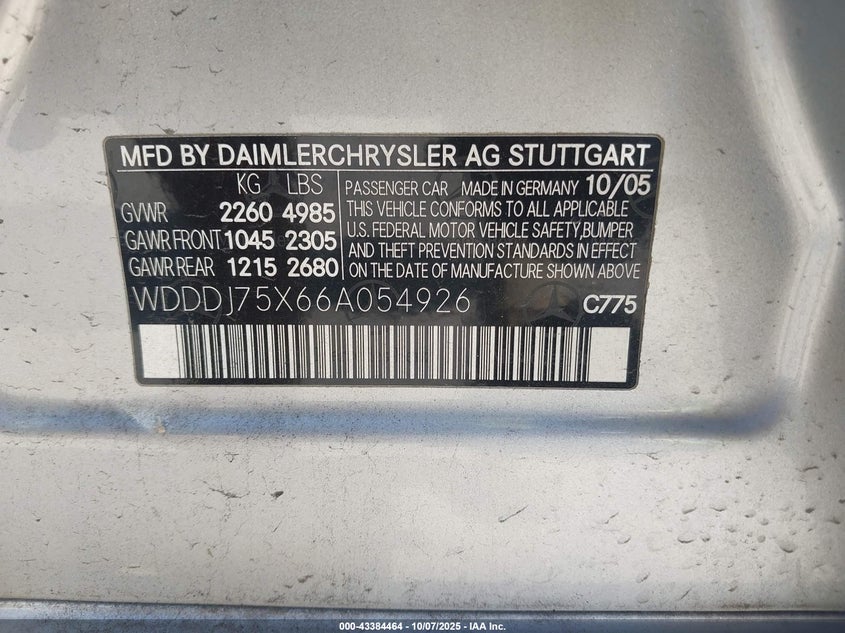 MFD BY DAIMLERCHRYSLER AG STUTTGART
KG LBS
GVWR 2260 4985
GAWR FRONT 1045 2305
GAWR REAR 1215 2680
PASSENGER CAR MADE IN GERMANY 10/05
THIS VEHICLE CONFORMS TO ALL APPLICABLE
U.S. FEDERAL MOTOR VEHICLE SAFETY,BUMPER
AND THEFT PREVENTION STANDARDS IN EFFECT
ON THE DATE OF MANUFACTURE SHOWN ABOVE
WDDDJ75X66A054926 C775
000-43384464 - 10/07/2025 - IAA Inc.